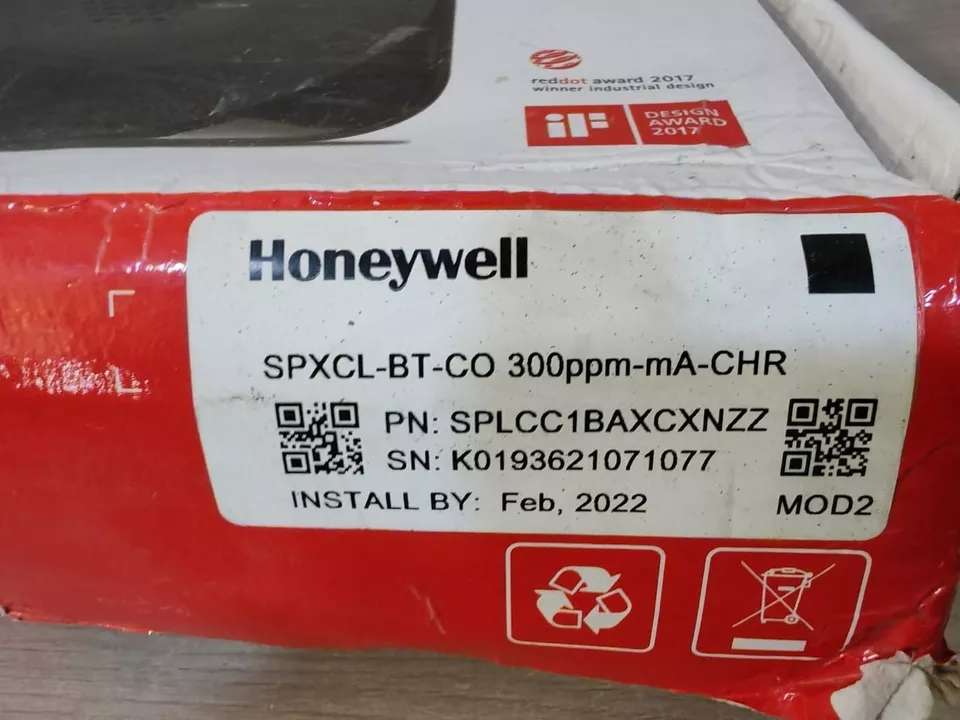 reddot award 2017
winner industrial design
iF
DESIGN
AWARD
2017
Honeywell
SPXCL-BT-CO 300ppm-mA-CHR
PN: SPLCC1BAXCXNZZ
SN: K0193621071077
INSTALL BY: Feb, 2022
MOD2